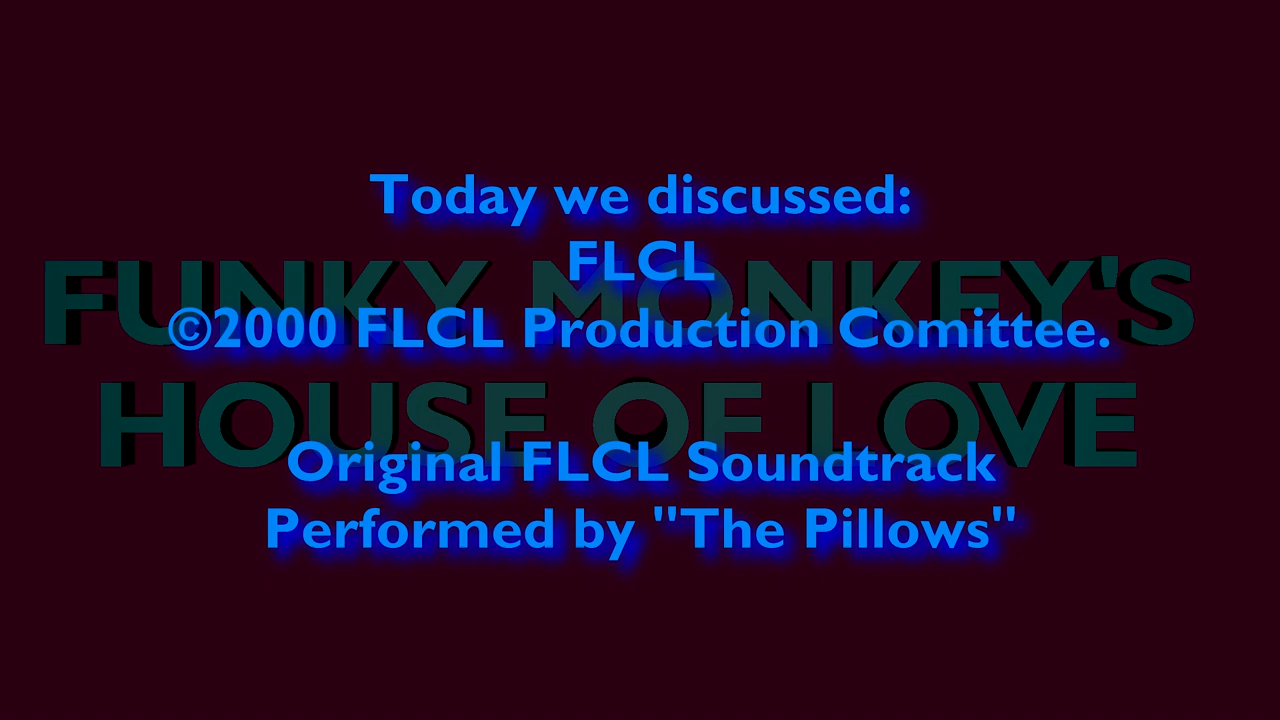 Today we discussed:
FLCL
FUNKY MONKEY'S
©2000 FLCL Production Comittee.
HOUSE OF LOVE
Original FLCL Soundtrack
Performed by "The Pillows"